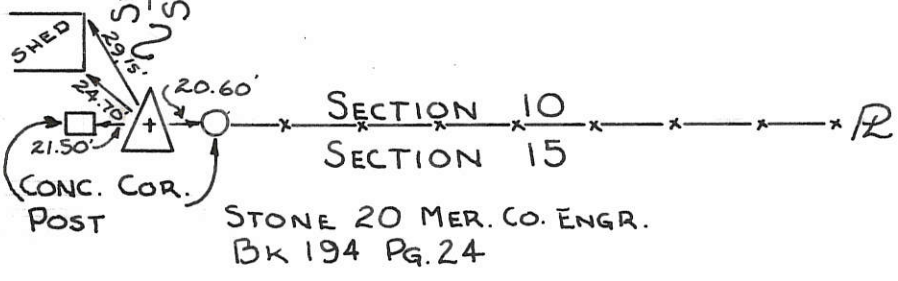 SHED
29.15'
24.70'
20.60'
21.50'
SECTION 10
SECTION 15
PL
CONC. COR.
POST
STONE 20 MER. CO. ENGR.
BK 194 PG. 24